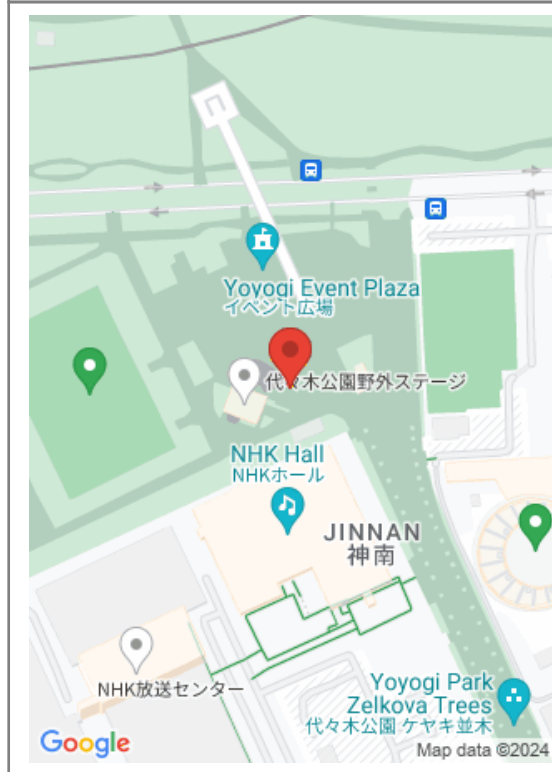 Yoyogi Event Plaza
イベント広場
代々木公園野外ステージ
NHK Hall
NHKホール
JINNAN
神南
NHK放送センター
Yoyogi Park
Zelkova Trees
代々木公園 ケヤキ並木
Google
Map data ©2024